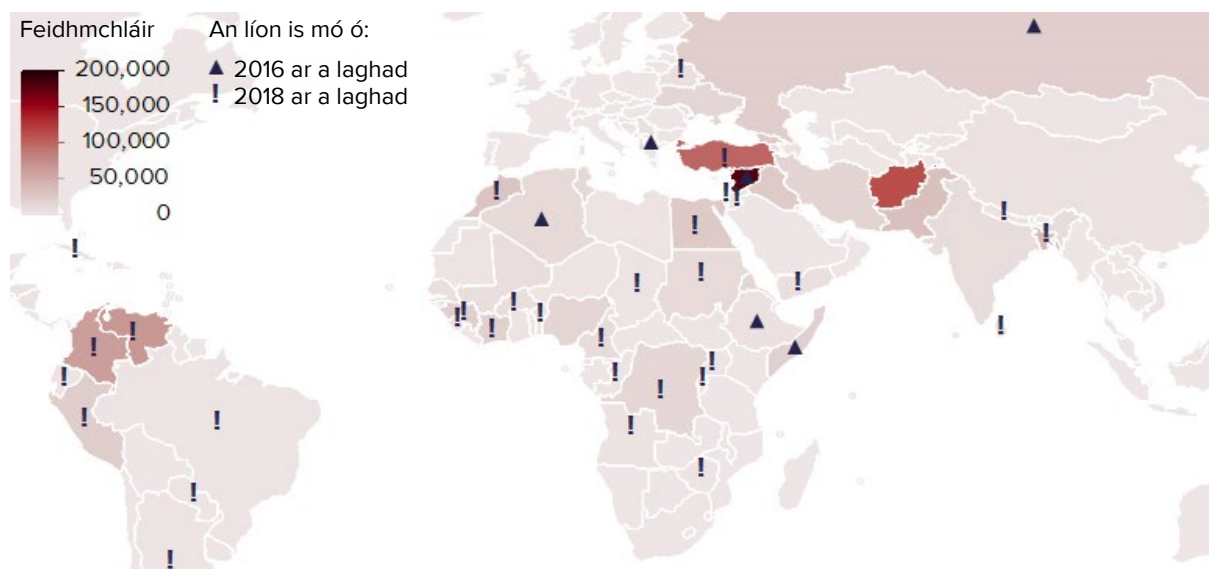 Feidhmchláir
200,000
150,000
100,000
50,000
0
An líon is mó ó:
▲ 2016 ar a laghad
! 2018 ar a laghad